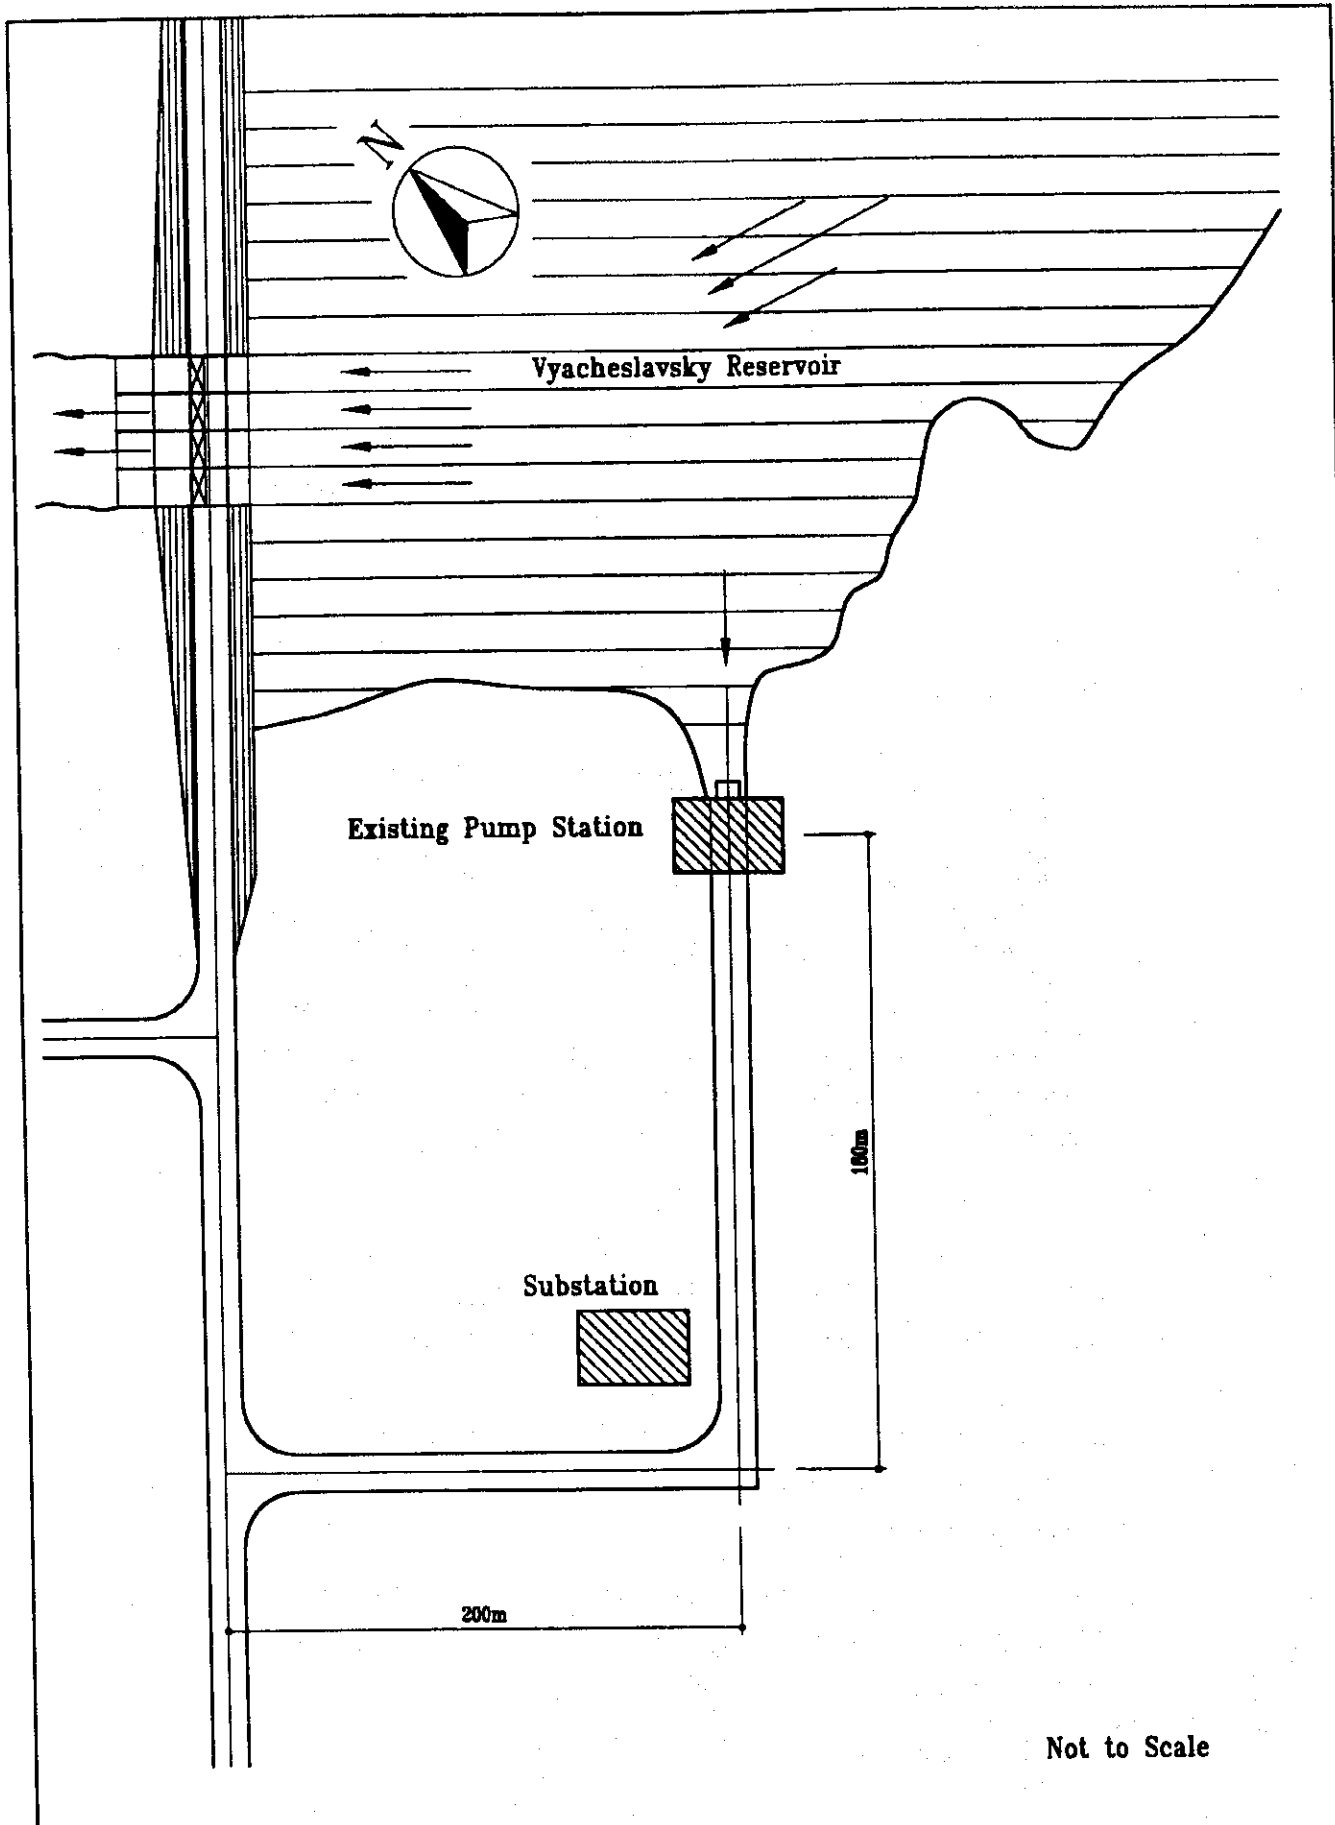 N
Vyacheslavsky Reservoir
Existing Pump Station
160m
Substation
200m
Not to Scale